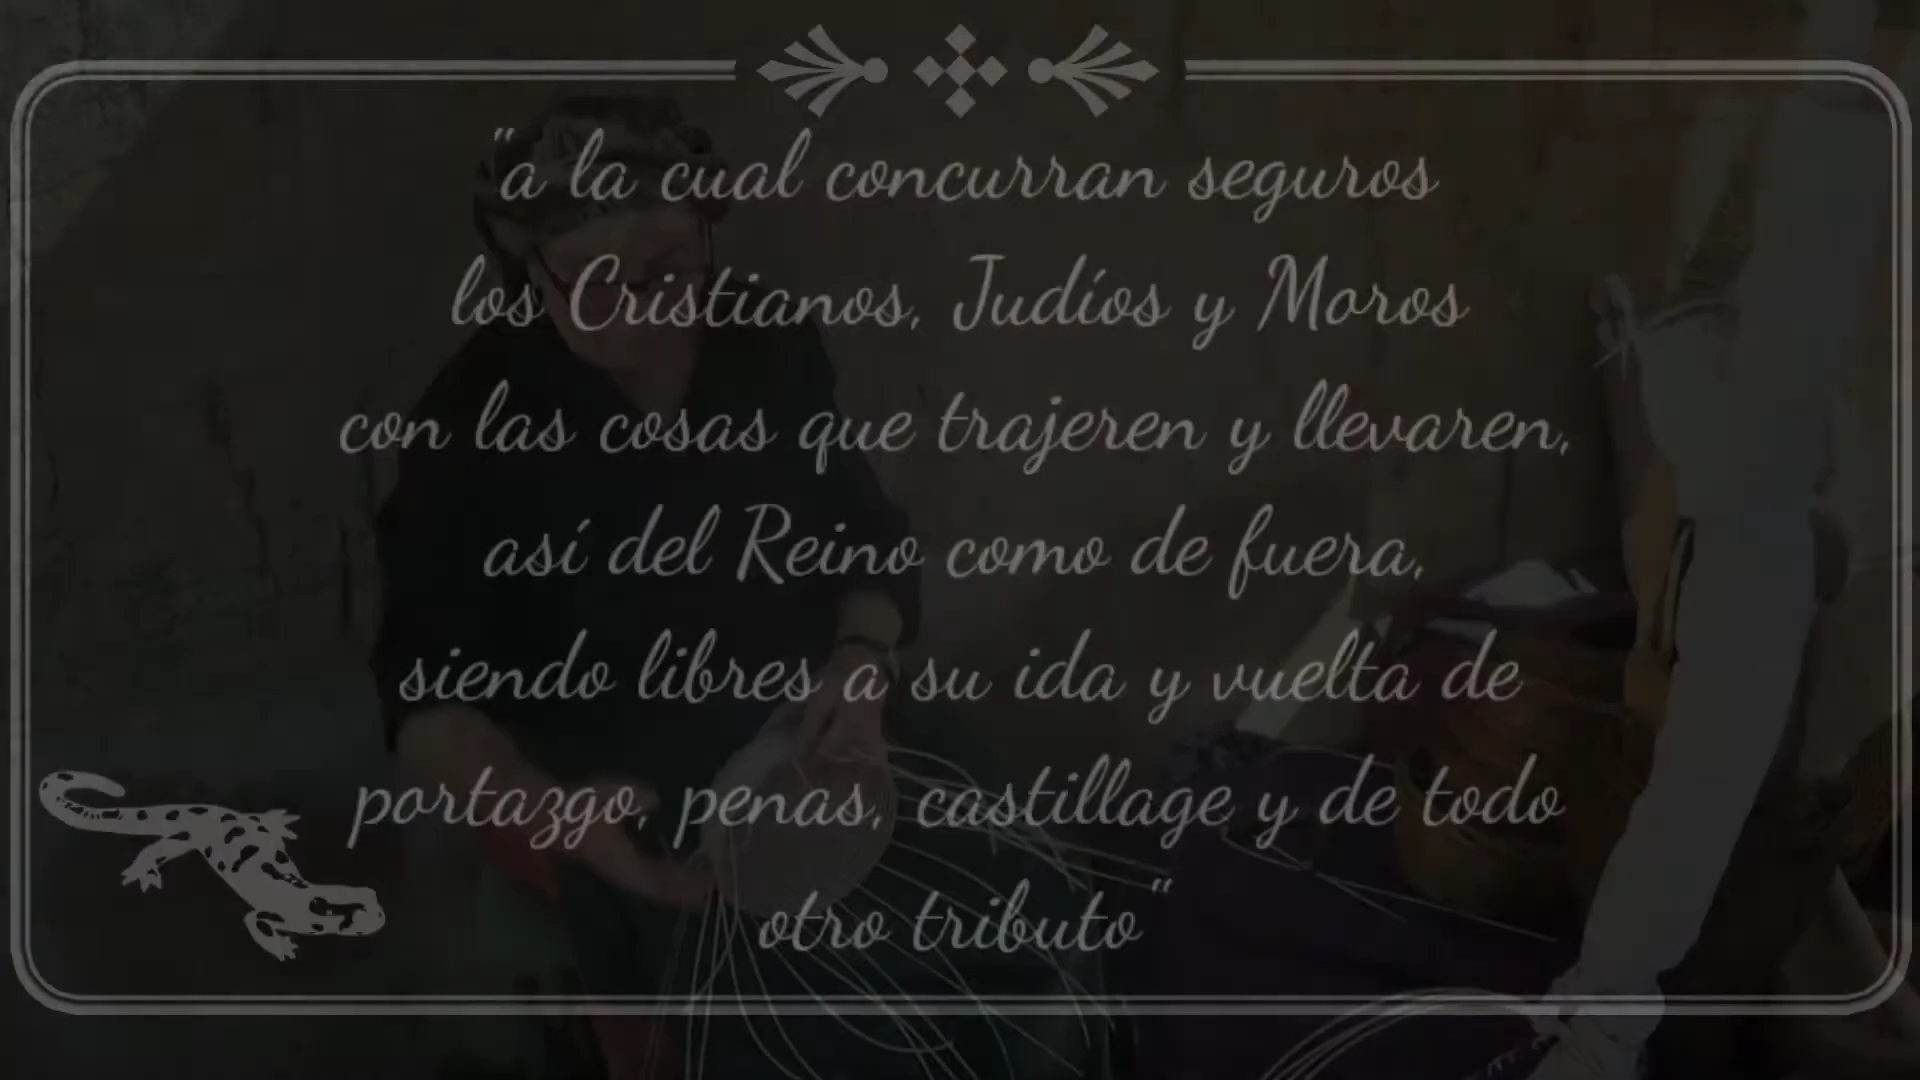 "a la cual concurran seguros
los Cristianos, Judíos y Moros
con las cosas que trajeren y llevaren,
así del Reino como de fuera,
siendo libres a su ida y vuelta de
portazgo, penas, castillage y de todo
otro tributo"